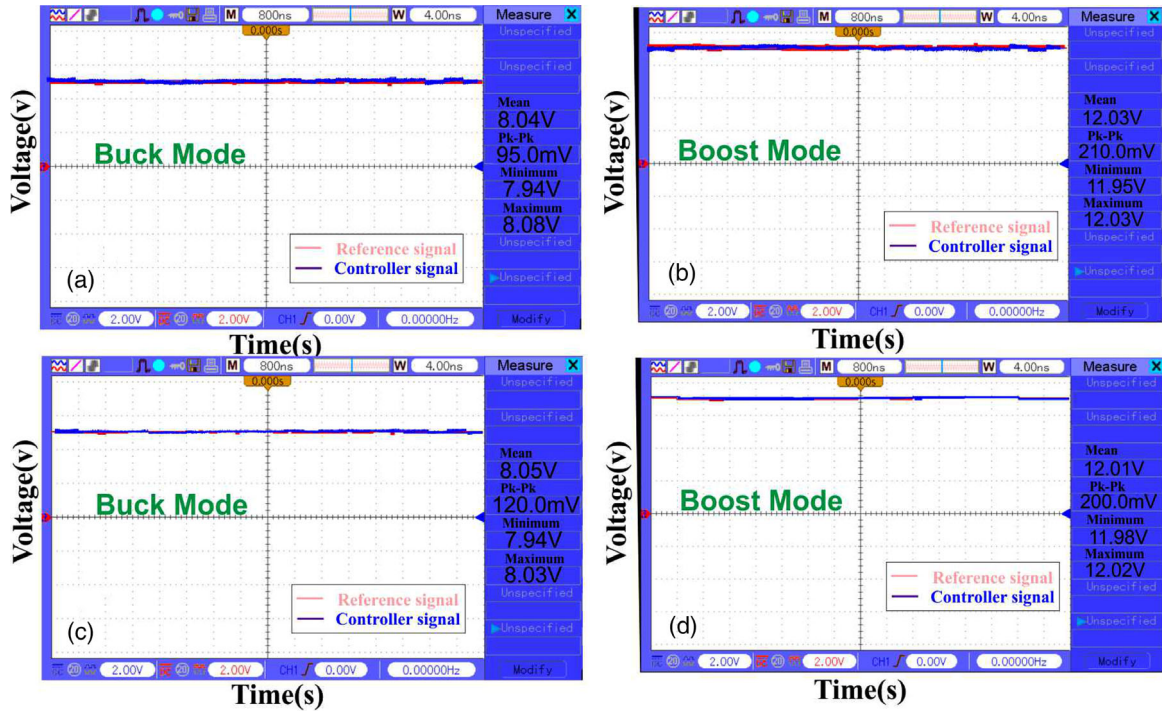 M 800ns W 4.00ns Measure X
0.000s
Unspecified
Unspecified
Mean
8.04V
Pk-Pk
95.0mV
Minimum
7.94V
Maximum
8.08V
Unspecified
Unspecified
Voltage(v)
Buck Mode
Reference signal
Controller signal
(a)
2.00V 2.00V CH1 0.00V 0.00000Hz Modify
Time(s)
M 800ns W 4.00ns Measure X
0.000s
Unspecified
Unspecified
Mean
12.03V
Pk-Pk
210.0mV
Minimum
11.95V
Maximum
12.03V
Unspecified
Unspecified
Voltage(v)
Boost Mode
Reference signal
Controller signal
(b)
2.00V 2.00V CH1 0.00V 0.00000Hz Modify
Time(s)
M 800ns W 4.00ns Measure X
0.000s
Unspecified
Unspecified
Mean
8.05V
Pk-Pk
120.0mV
Minimum
7.94V
Maximum
8.03V
Unspecified
Unspecified
Voltage(v)
Buck Mode
Reference signal
Controller signal
(c)
2.00V 2.00V CH1 0.00V 0.00000Hz Modify
Time(s)
M 800ns W 4.00ns Measure X
0.000s
Unspecified
Unspecified
Mean
12.01V
Pk-Pk
200.0mV
Minimum
11.98V
Maximum
12.02V
Unspecified
Unspecified
Voltage(v)
Boost Mode
Reference signal
Controller signal
(d)
2.00V 2.00V CH1 0.00V 0.00000Hz Modify
Time(s)